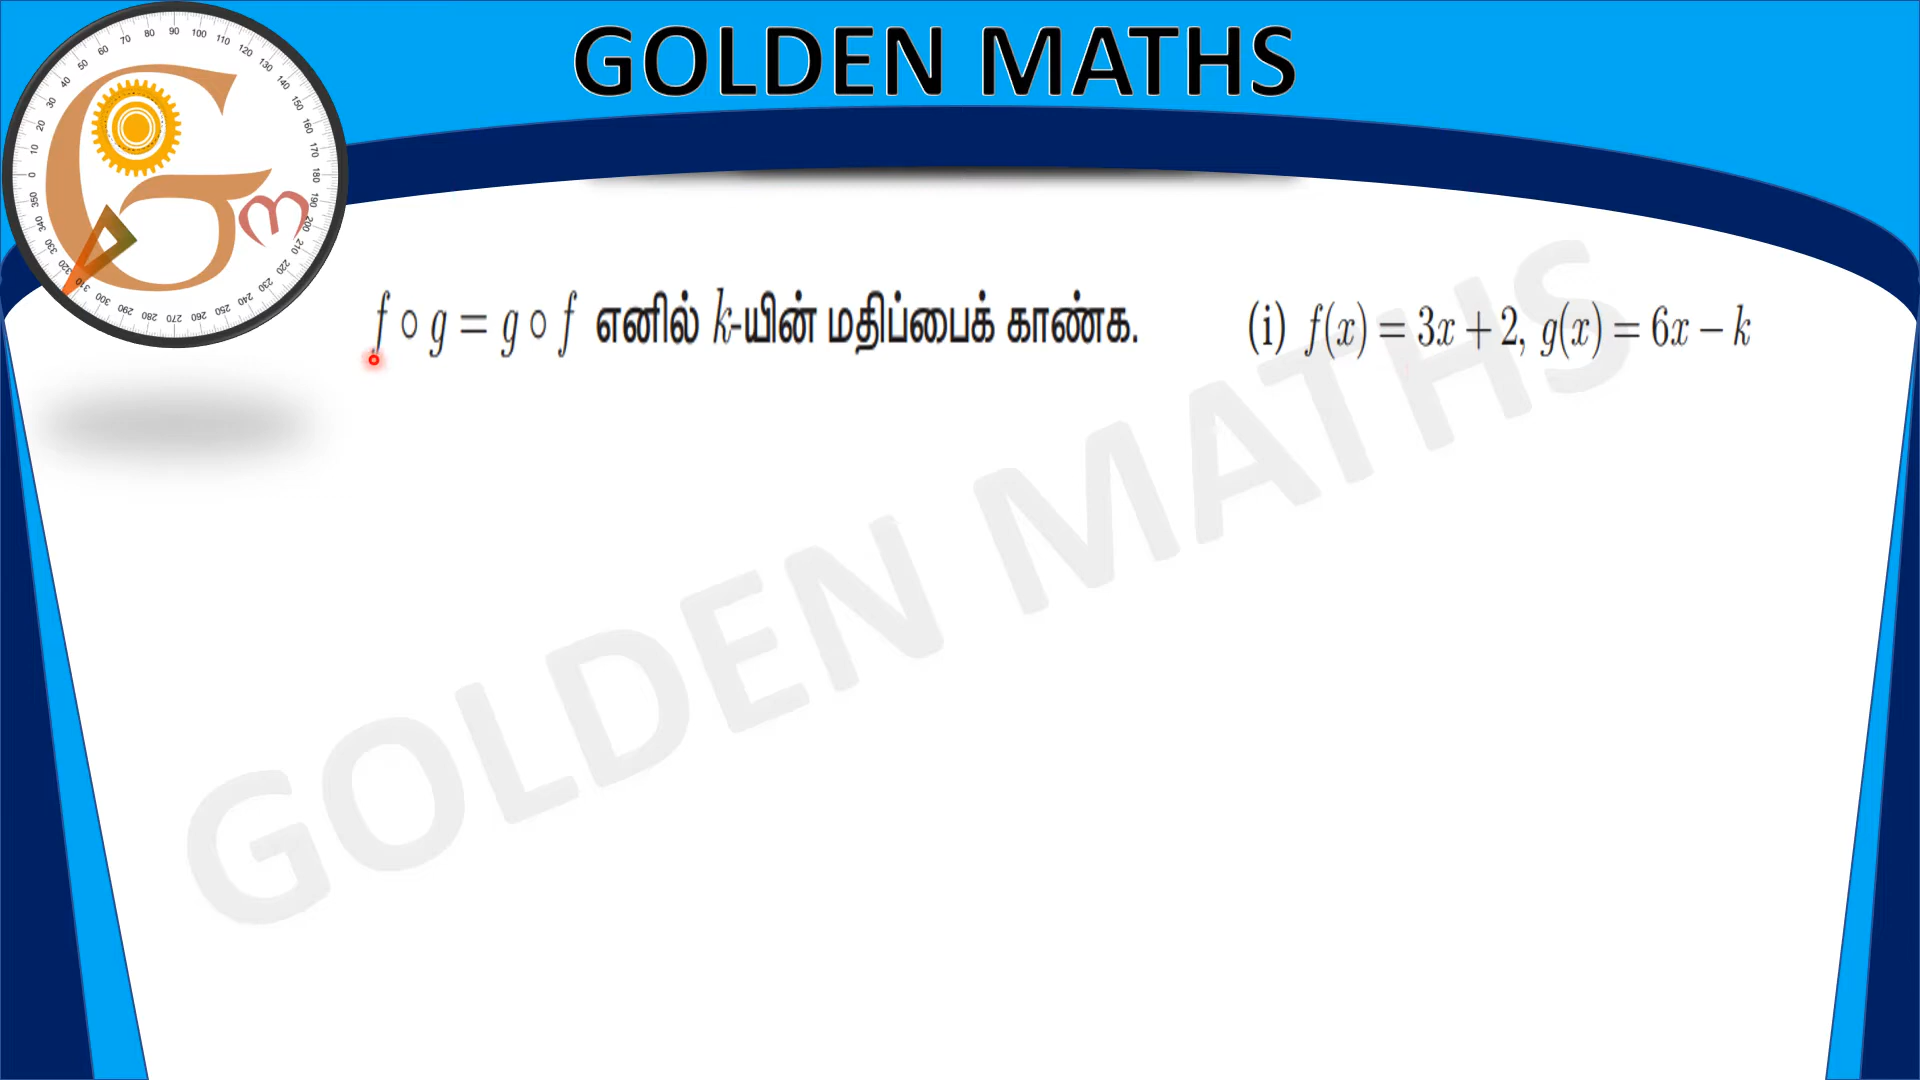 GOLDEN MATHS
f ∘ g = g ∘ f எனில் k-யின் மதிப்பைக் காண்க. (i) f(x) = 3x + 2, g(x) = 6x − k
GOLDEN MATHS